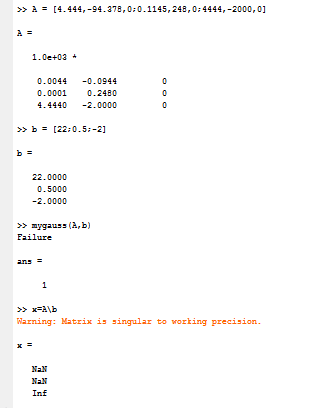 >> A = [4.444,-94.378,0;0.1145,248,0;4444,-2000,0]
A =
1.0e+03 *
0.0044 -0.0944 0
0.0001 0.2480 0
4.4440 -2.0000 0
>> b = [22;0.5;-2]
b =
22.0000
0.5000
-2.0000
>> mygauss(A,b)
Failure
ans =
1
>> x=A\b
Warning: Matrix is singular to working precision.
x =
NaN
NaN
Inf